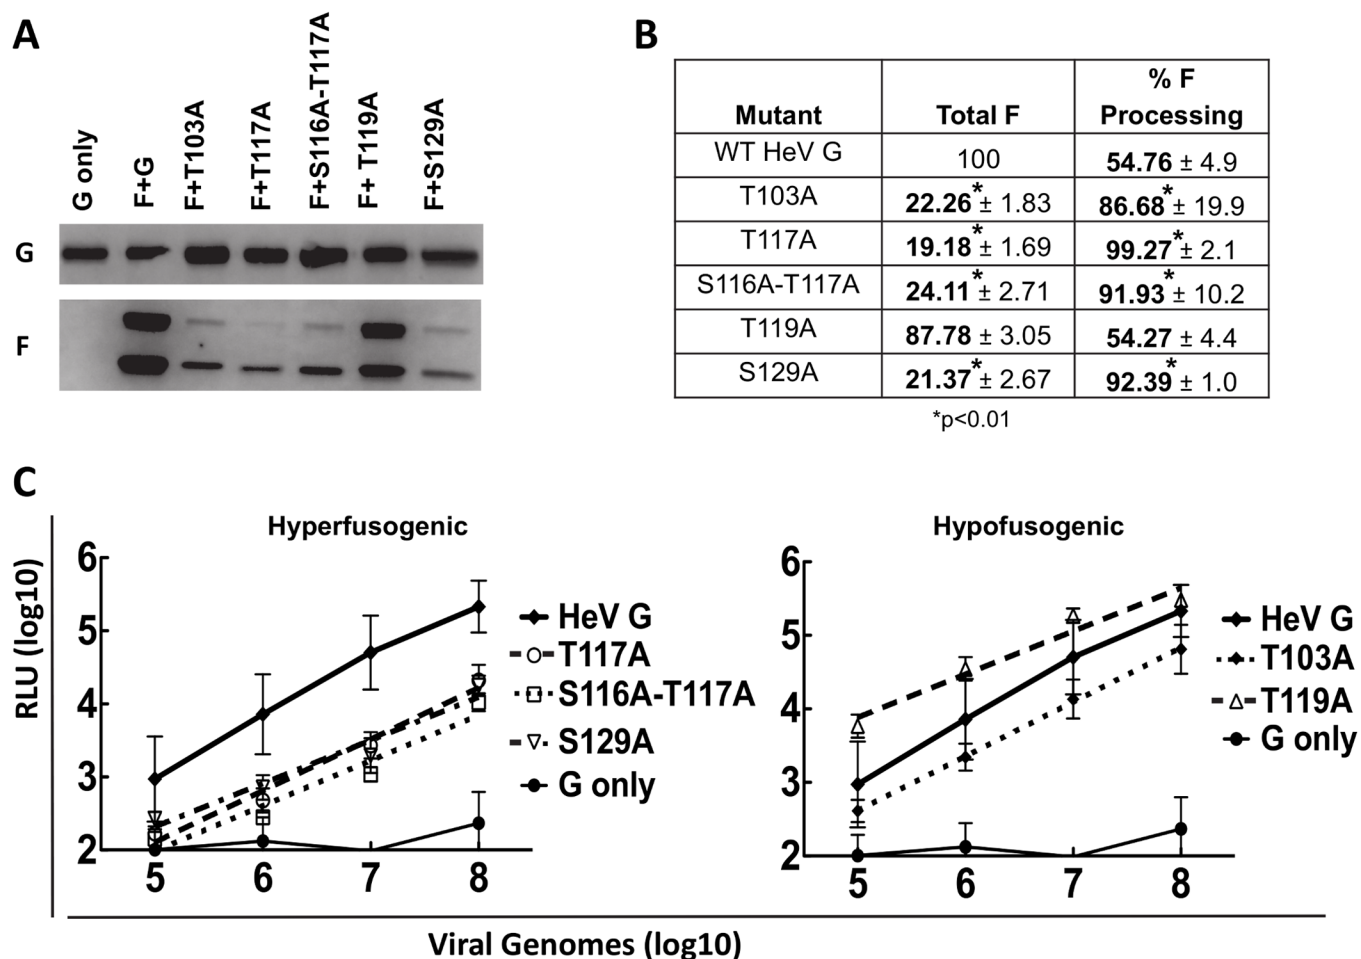 A
G only
F+G
F+T103A
F+T117A
F+S116A-T117A
F+ T119A
F+S129A
G
F
B
Mutant Total F % F Processing
WT HeV G 100 54.76 ± 4.9
T103A 22.26* ± 1.83 86.68* ± 19.9
T117A 19.18* ± 1.69 99.27* ± 2.1
S116A-T117A 24.11* ± 2.71 91.93* ± 10.2
T119A 87.78 ± 3.05 54.27 ± 4.4
S129A 21.37* ± 2.67 92.39* ± 1.0
*p<0.01
C
RLU (log10)
Hyperfusogenic
6
5
4
3
2
5 6 7 8
HeV G
T117A
S116A-T117A
S129A
G only
Hypofusogenic
6
5
4
3
2
5 6 7 8
HeV G
T103A
T119A
G only
Viral Genomes (log10)